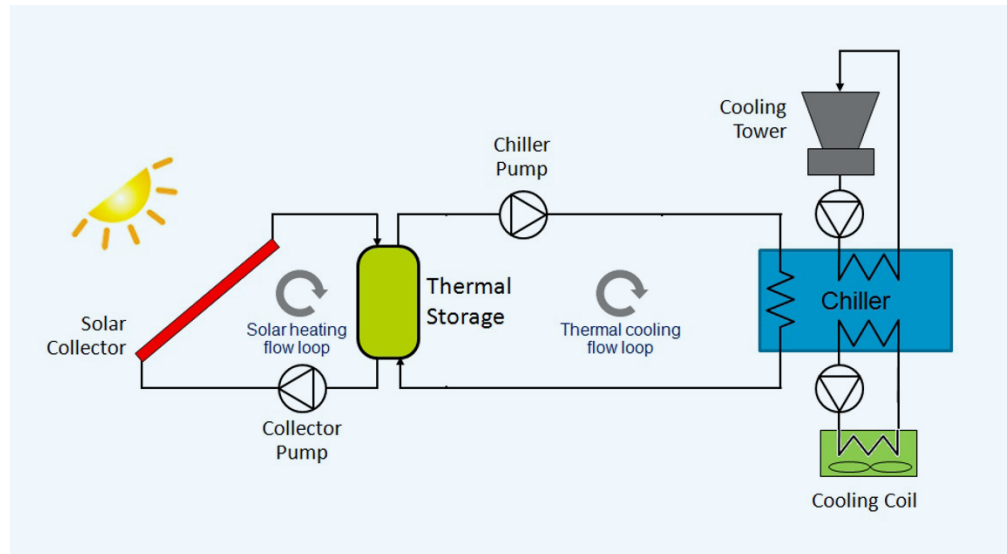 Cooling
Tower
Chiller
Pump
Thermal
Storage
Chiller
Solar
Collector
Solar heating
flow loop
Thermal cooling
flow loop
Collector
Pump
Cooling Coil